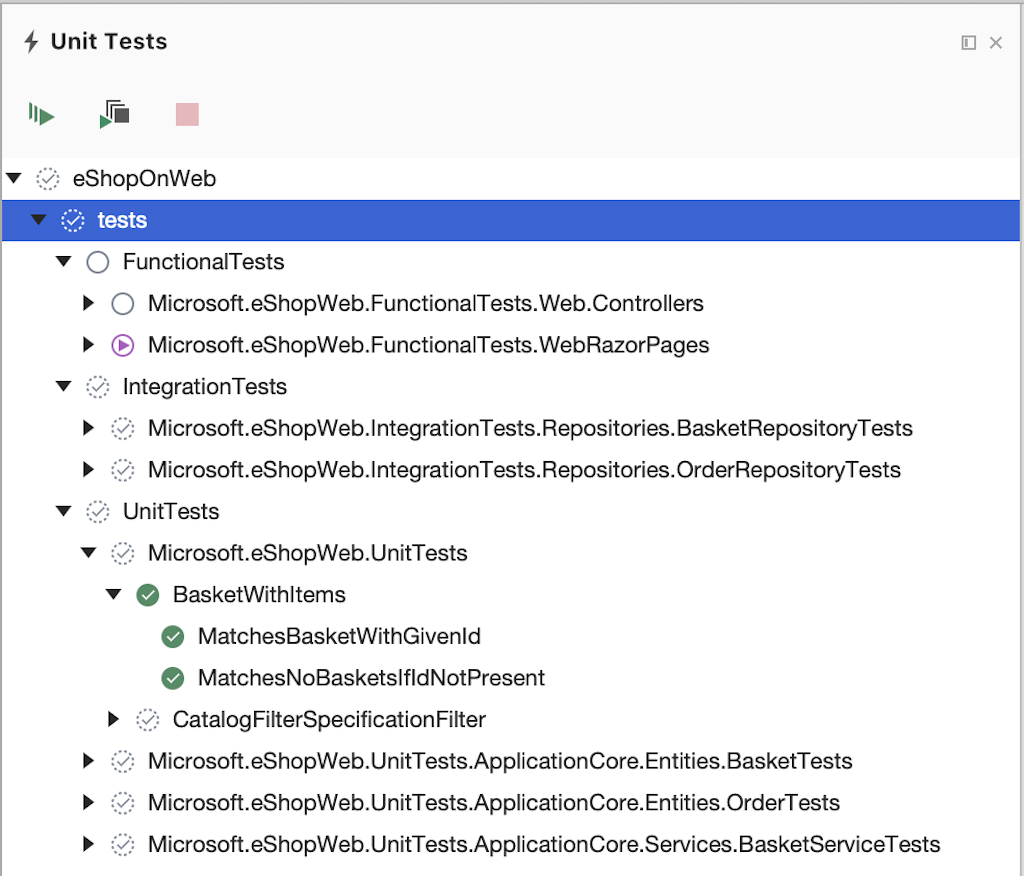 Unit Tests
eShopOnWeb
tests
FunctionalTests
Microsoft.eShopWeb.FunctionalTests.Web.Controllers
Microsoft.eShopWeb.FunctionalTests.WebRazorPages
IntegrationTests
Microsoft.eShopWeb.IntegrationTests.Repositories.BasketRepositoryTests
Microsoft.eShopWeb.IntegrationTests.Repositories.OrderRepositoryTests
UnitTests
Microsoft.eShopWeb.UnitTests
BasketWithItems
MatchesBasketWithGivenId
MatchesNoBasketsIfIdNotPresent
CatalogFilterSpecificationFilter
Microsoft.eShopWeb.UnitTests.ApplicationCore.Entities.BasketTests
Microsoft.eShopWeb.UnitTests.ApplicationCore.Entities.OrderTests
Microsoft.eShopWeb.UnitTests.ApplicationCore.Services.BasketServiceTests